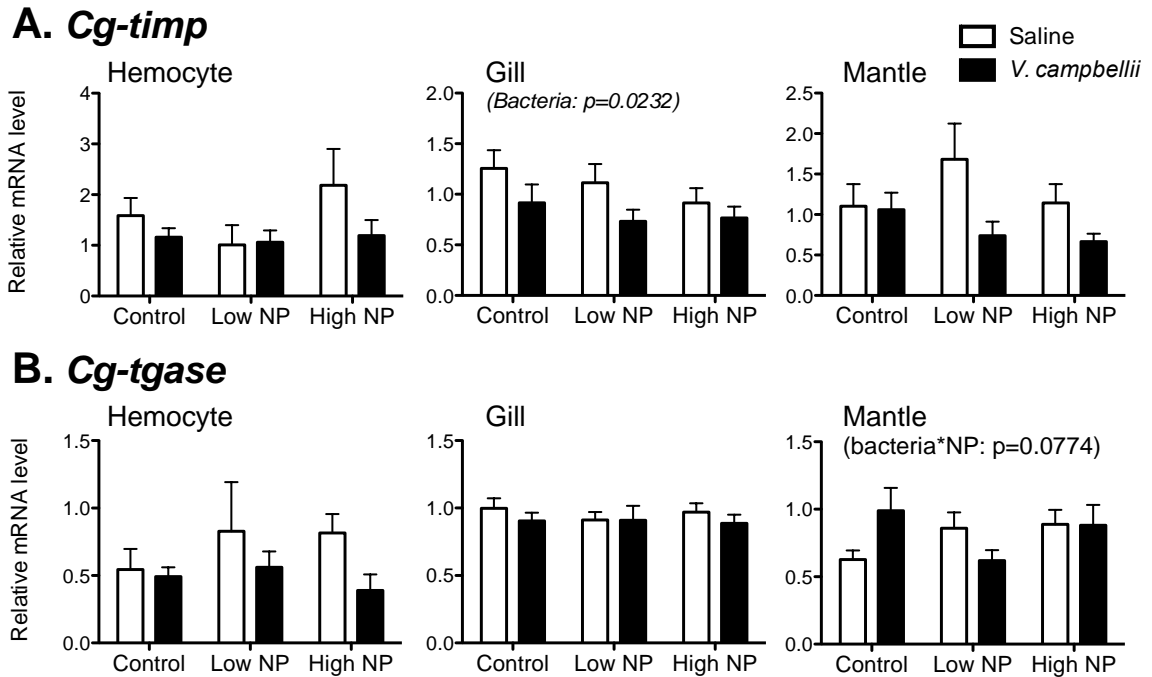 A. Cg-timp
Saline
V. campbellii
Hemocyte
Gill
(Bacteria: p=0.0232)
Mantle
Relative mRNA level
4
3
2
1
0
Control Low NP High NP
2.0
1.5
1.0
0.5
0.0
Control Low NP High NP
2.5
2.0
1.5
1.0
0.5
0.0
Control Low NP High NP
B. Cg-tgase
Hemocyte
Gill
Mantle
(bacteria*NP: p=0.0774)
Relative mRNA level
1.5
1.0
0.5
0.0
Control Low NP High NP
1.5
1.0
0.5
0.0
Control Low NP High NP
1.5
1.0
0.5
0.0
Control Low NP High NP